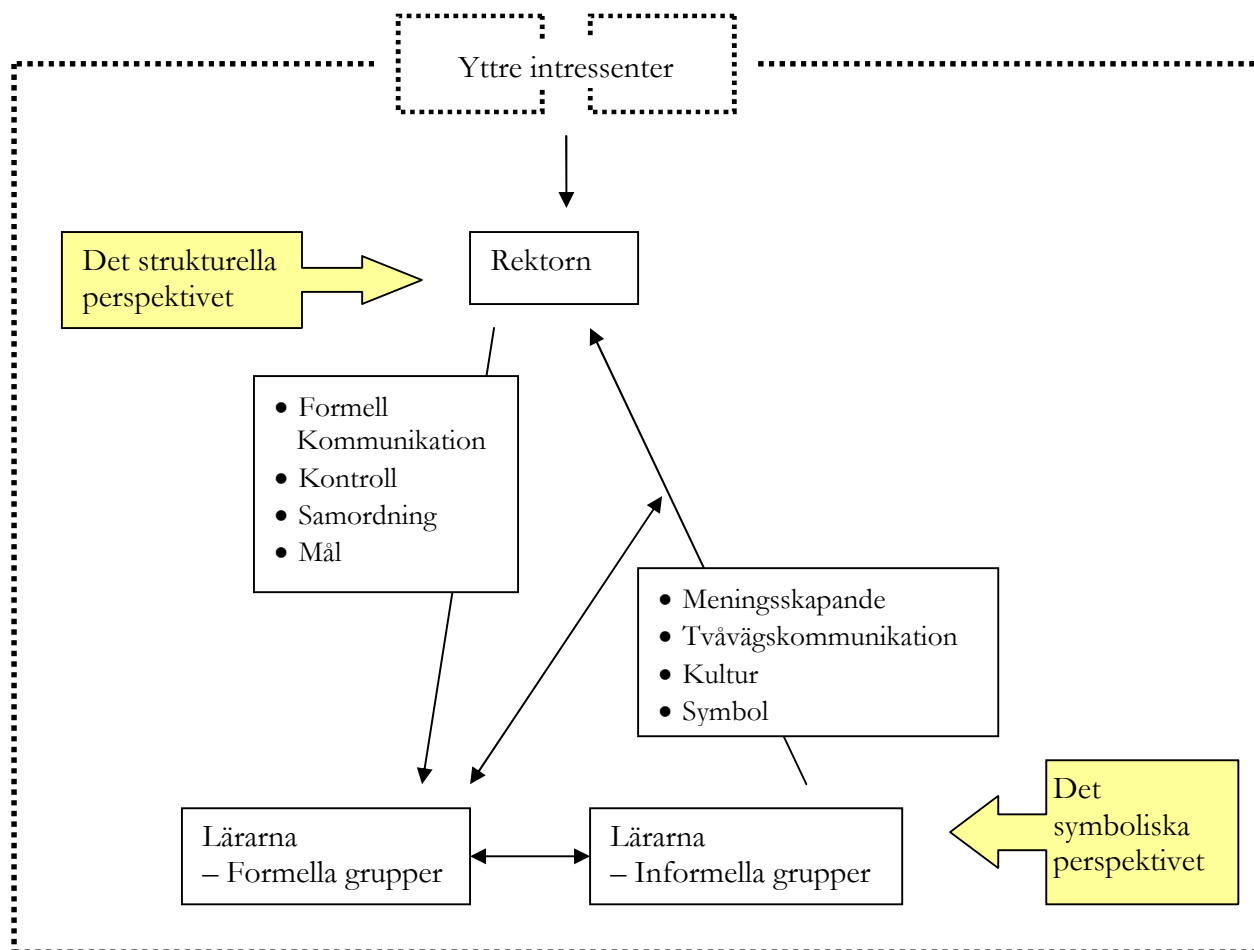 Yttre intressenter
Det strukturella
perspektivet
Rektorn
• Formell
Kommunikation
• Kontroll
• Samordning
• Mål
• Meningsskapande
• Tvåvägskommunikation
• Kultur
• Symbol
Lärarna
– Formella grupper
Lärarna
– Informella grupper
Det
symboliska
perspektivet